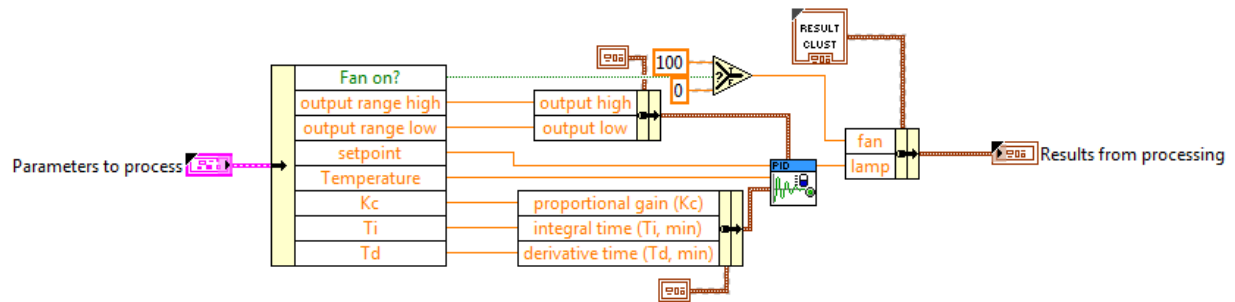 Parameters to process
Fan on?
output range high
output range low
setpoint
Temperature
Kc
Ti
Td
output high
output low
proportional gain (Kc)
integral time (Ti, min)
derivative time (Td, min)
100
0
?
T
F
PID
RESULT
CLUST
fan
lamp
Results from processing